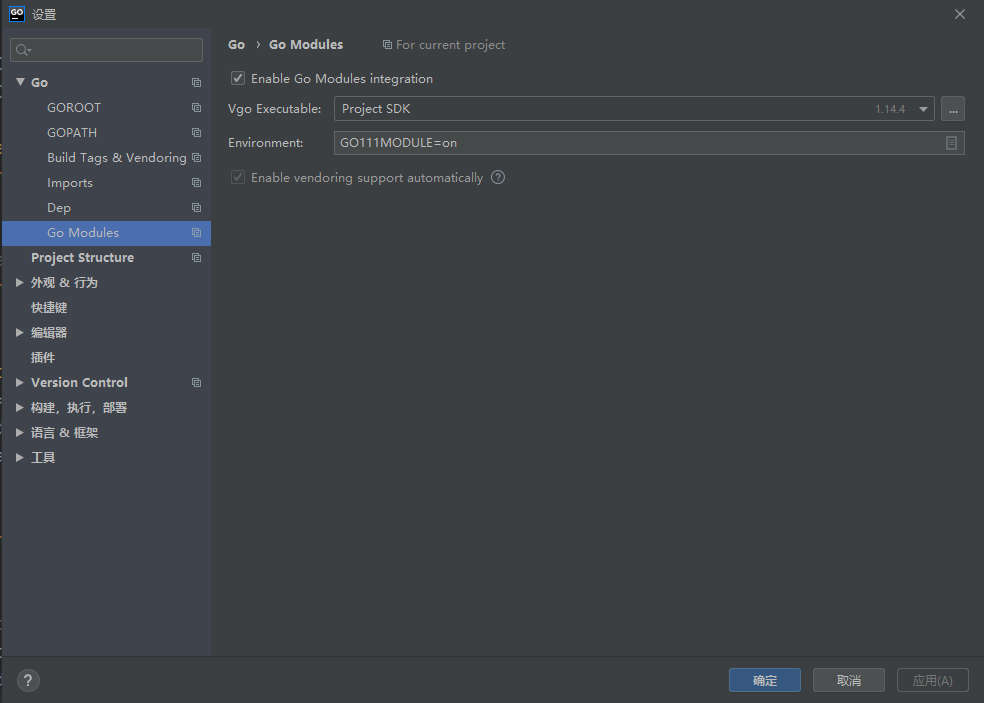 GO 设置
Go › Go Modules For current project
Go
GOROOT
GOPATH
Build Tags & Vendoring
Imports
Dep
Go Modules
Project Structure
外观 & 行为
快捷键
编辑器
插件
Version Control
构建，执行，部署
语言 & 框架
工具
Enable Go Modules integration
Vgo Executable: Project SDK 1.14.4 ...
Environment: GO111MODULE=on
Enable vendoring support automatically ?
? 确定 取消 应用(A)